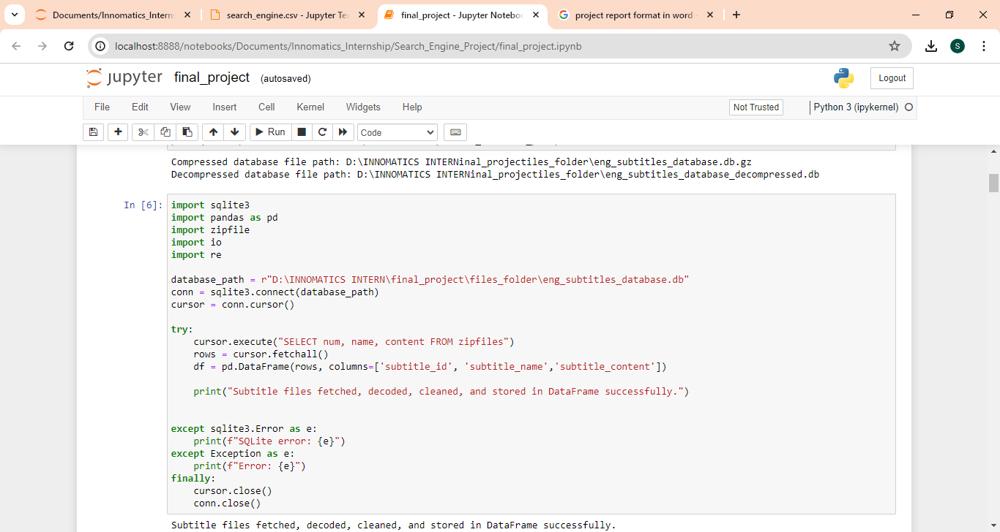 Documents/Innomatics_Intern
search_engine.csv - Jupyter Te
final_project - Jupyter Notebo
project report format in word -
localhost:8888/notebooks/Documents/Innomatics_Internship/Search_Engine_Project/final_project.ipynb
S
jupyter final_project (autosaved)
Logout
File Edit View Insert Cell Kernel Widgets Help
Not Trusted
Python 3 (ipykernel)
Run
Code
Compressed database file path: D:\INNOMATICS INTERNinal_projectiles_folder\eng_subtitles_database.db.gz
Decompressed database file path: D:\INNOMATICS INTERNinal_projectiles_folder\eng_subtitles_database_decompressed.db
In [6]:
import sqlite3
import pandas as pd
import zipfile
import io
import re
database_path = r"D:\INNOMATICS INTERN\final_project\files_folder\eng_subtitles_database.db"
conn = sqlite3.connect(database_path)
cursor = conn.cursor()
try:
    cursor.execute("SELECT num, name, content FROM zipfiles")
    rows = cursor.fetchall()
    df = pd.DataFrame(rows, columns=['subtitle_id', 'subtitle_name','subtitle_content'])
    print("Subtitle files fetched, decoded, cleaned, and stored in DataFrame successfully.")
except sqlite3.Error as e:
    print(f"SQLite error: {e}")
except Exception as e:
    print(f"Error: {e}")
finally:
    cursor.close()
    conn.close()
Subtitle files fetched, decoded, cleaned, and stored in DataFrame successfully.